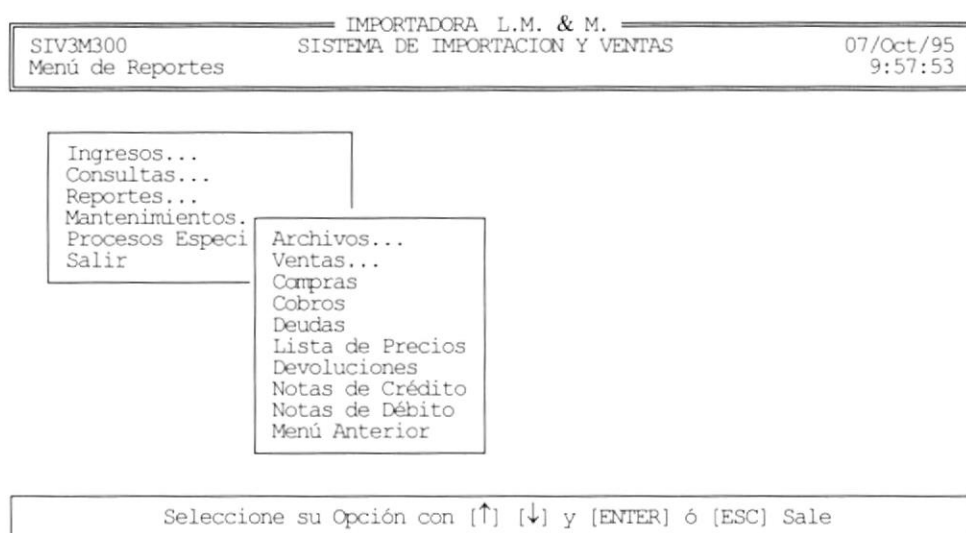 IMPORTADORA L.M. & M.
SIV3M300 SISTEMA DE IMPORTACION Y VENTAS 07/Oct/95
Menú de Reportes 9:57:53
Ingresos...
Consultas...
Reportes...
Mantenimientos.
Procesos Especi
Salir
Archivos...
Ventas...
Compras
Cobros
Deudas
Lista de Precios
Devoluciones
Notas de Crédito
Notas de Débito
Menú Anterior
Seleccione su Opción con [↑] [↓] y [ENTER] ó [ESC] Sale